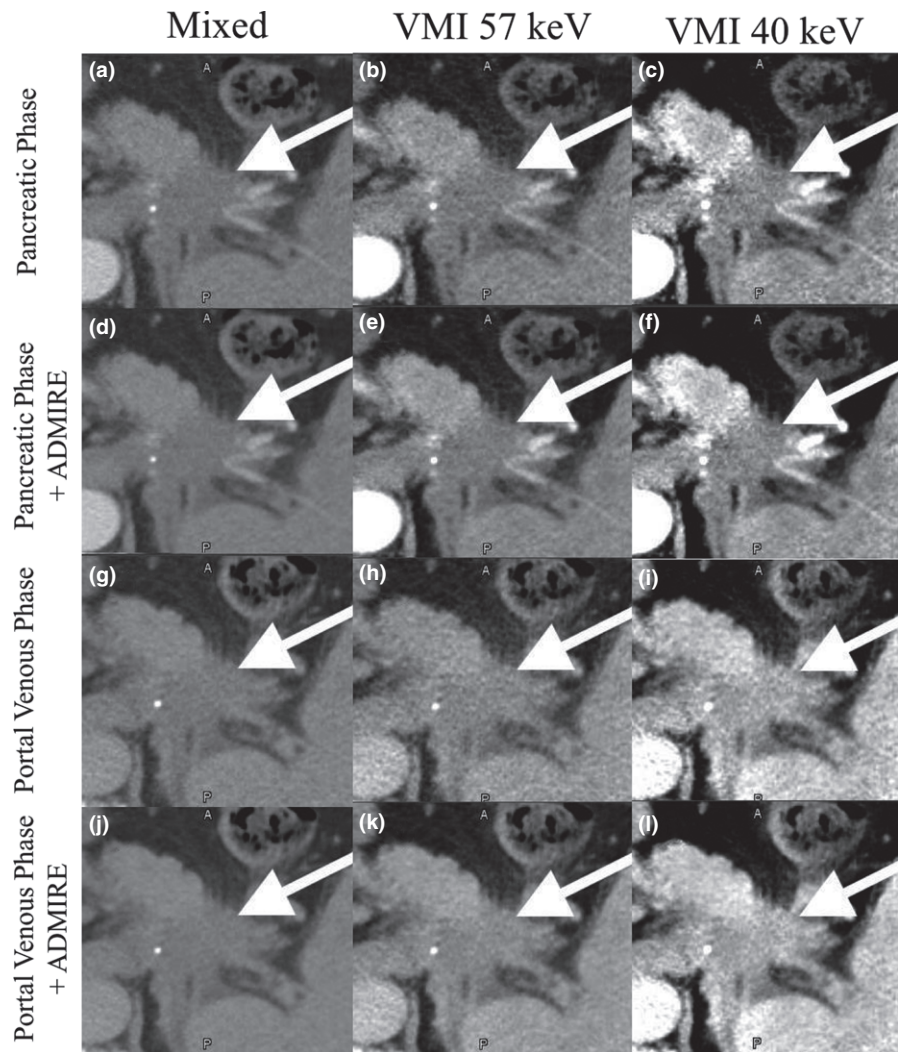 Mixed
VMI 57 keV
VMI 40 keV
Pancreatic Phase
(a)
A
P
(b)
A
P
(c)
A
P
Pancreatic Phase
+ ADMIRE
(d)
A
P
(e)
A
P
(f)
A
P
Portal Venous Phase
(g)
A
P
(h)
A
P
(i)
A
P
Portal Venous Phase
+ ADMIRE
(j)
A
P
(k)
A
P
(l)
A
P